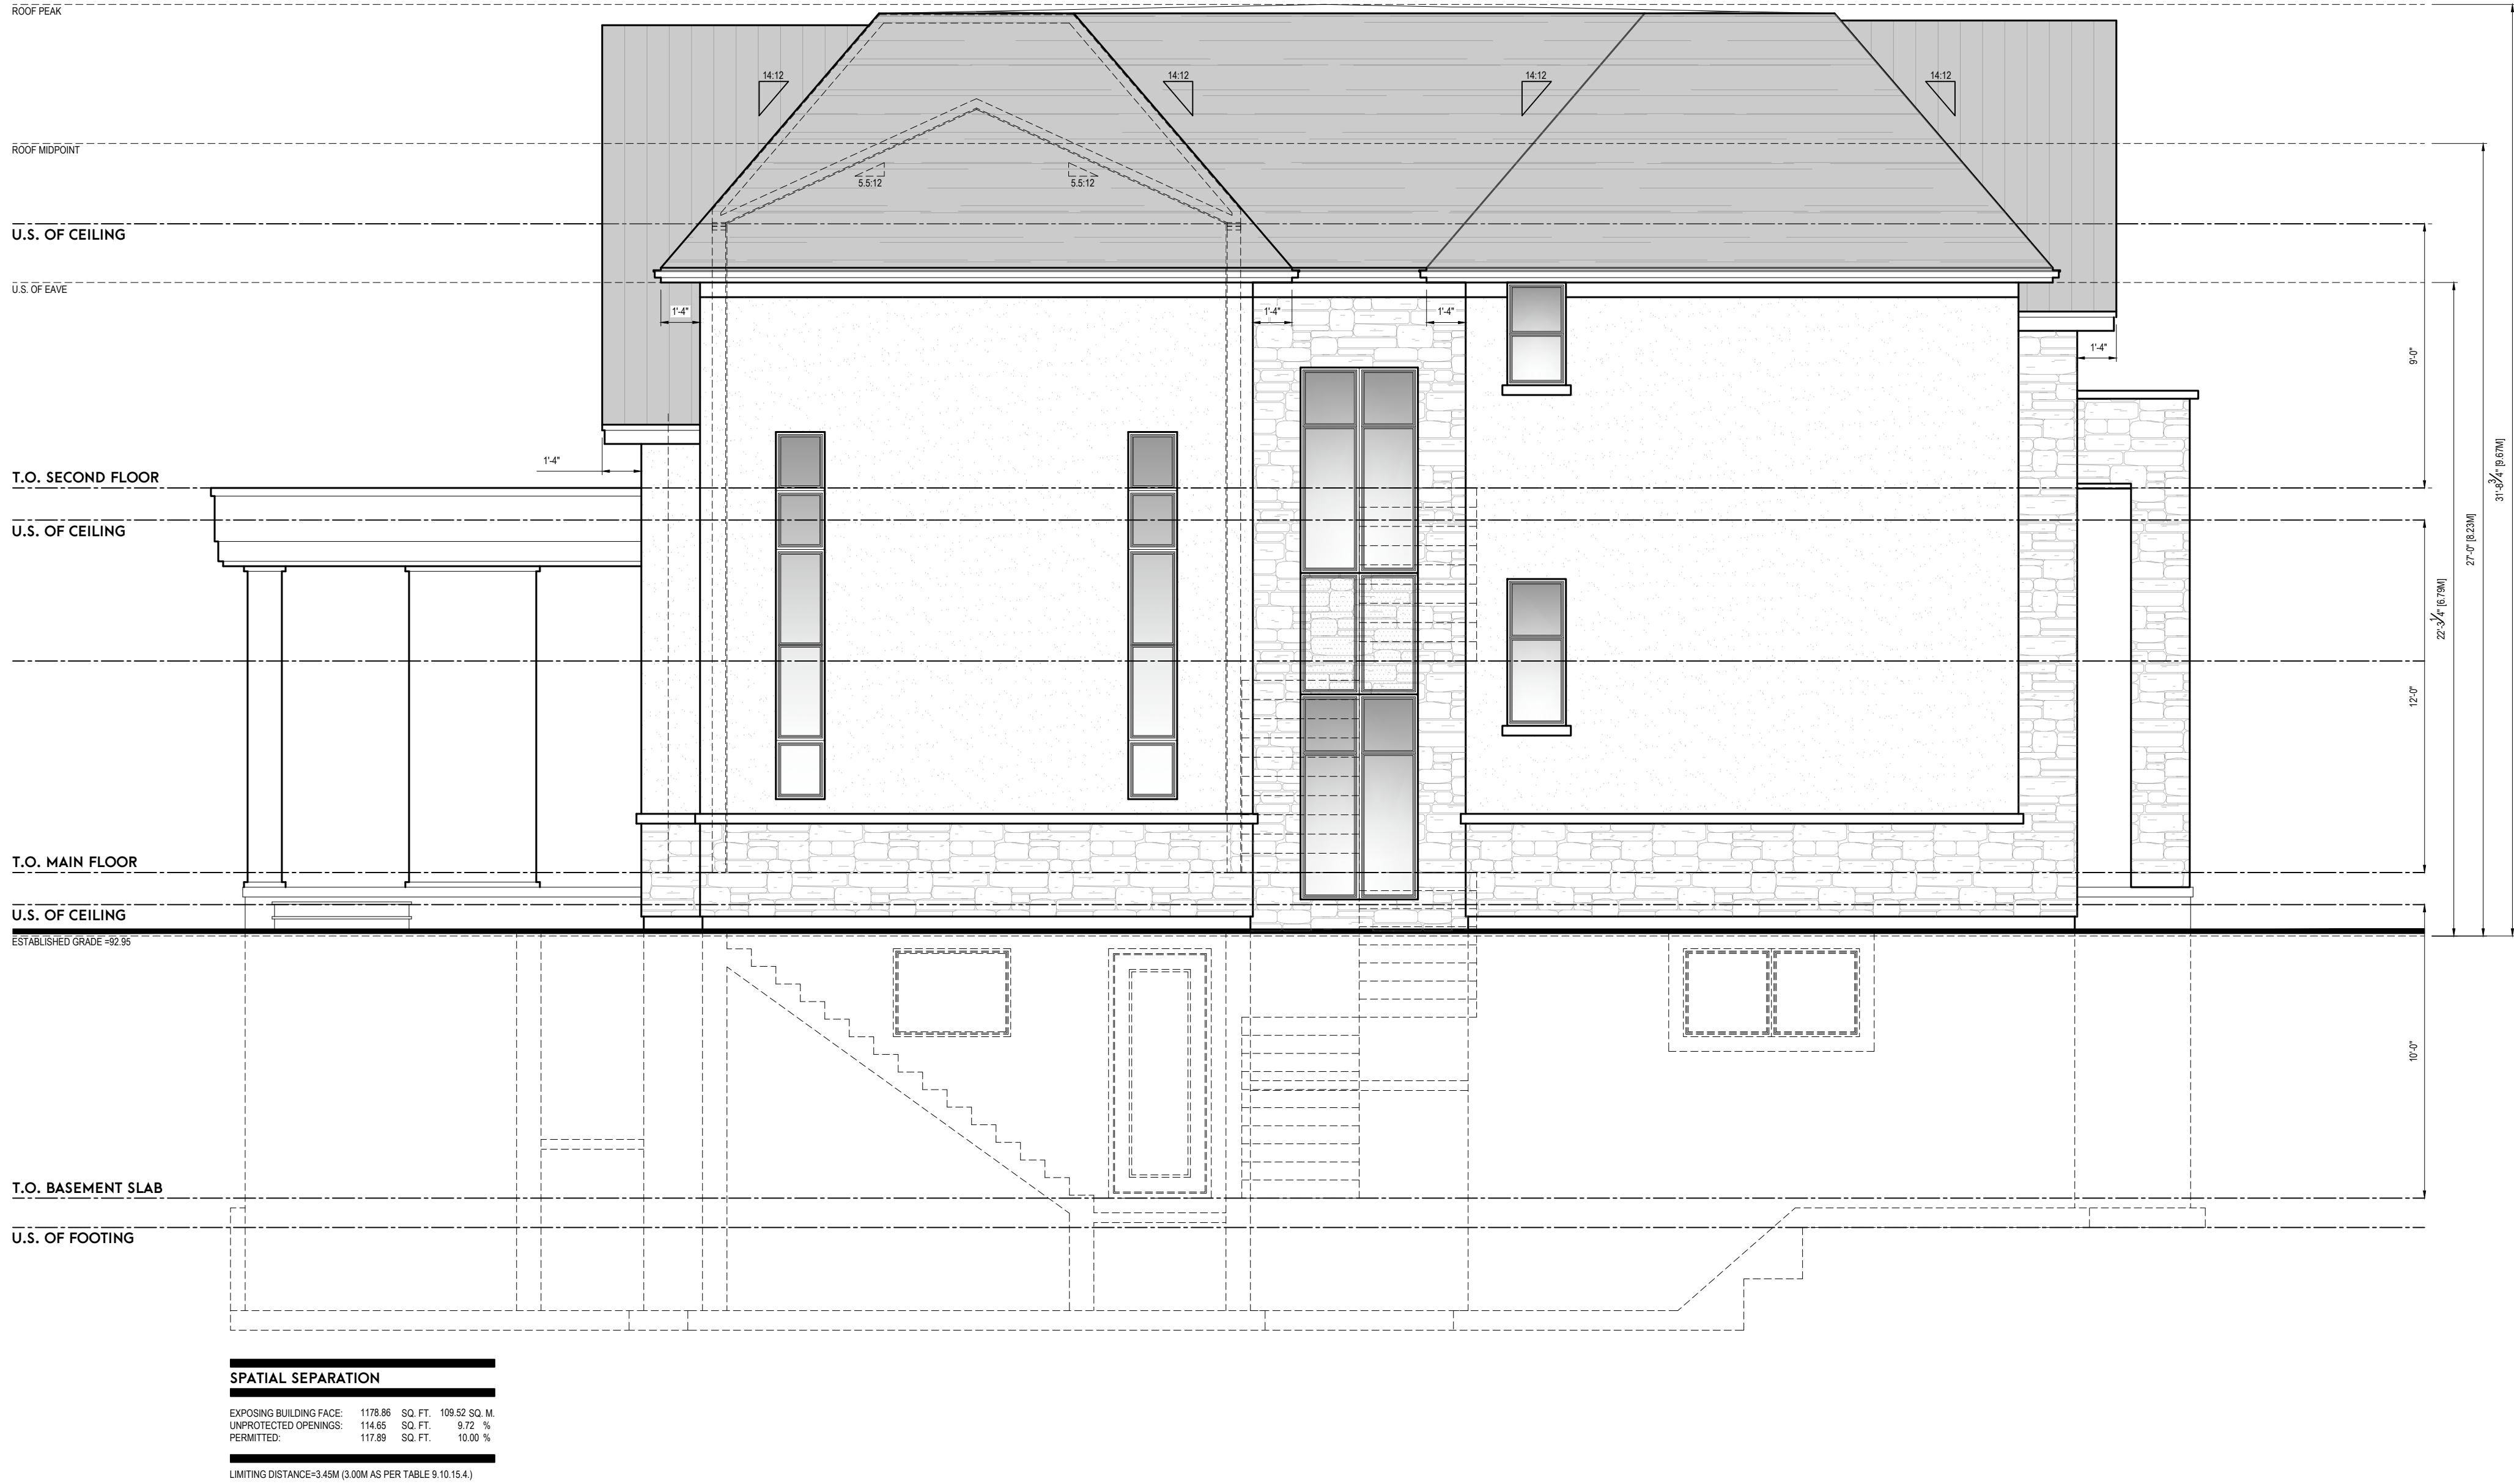 ROOF PEAK
14:12
14:12
14:12
14:12
ROOF MIDPOINT
5.5:12
5.5:12
U.S. OF CEILING
U.S. OF EAVE
1'-4"
1'-4"
1'-4"
1'-4"
9'-0"
1'-4"
T.O. SECOND FLOOR
31'-8 3/4" [9.67M]
U.S. OF CEILING
27'-0" [8.23M]
22'-3 1/4" [6.79M]
12'-0"
T.O. MAIN FLOOR
U.S. OF CEILING
ESTABLISHED GRADE =92.95
10'-0"
T.O. BASEMENT SLAB
U.S. OF FOOTING
SPATIAL SEPARATION
EXPOSING BUILDING FACE: 1178.86 SQ. FT. 109.52 SQ. M.
UNPROTECTED OPENINGS: 114.65 SQ. FT. 9.72 %
PERMITTED: 117.89 SQ. FT. 10.00 %
LIMITING DISTANCE=3.45M (3.00M AS PER TABLE 9.10.15.4.)